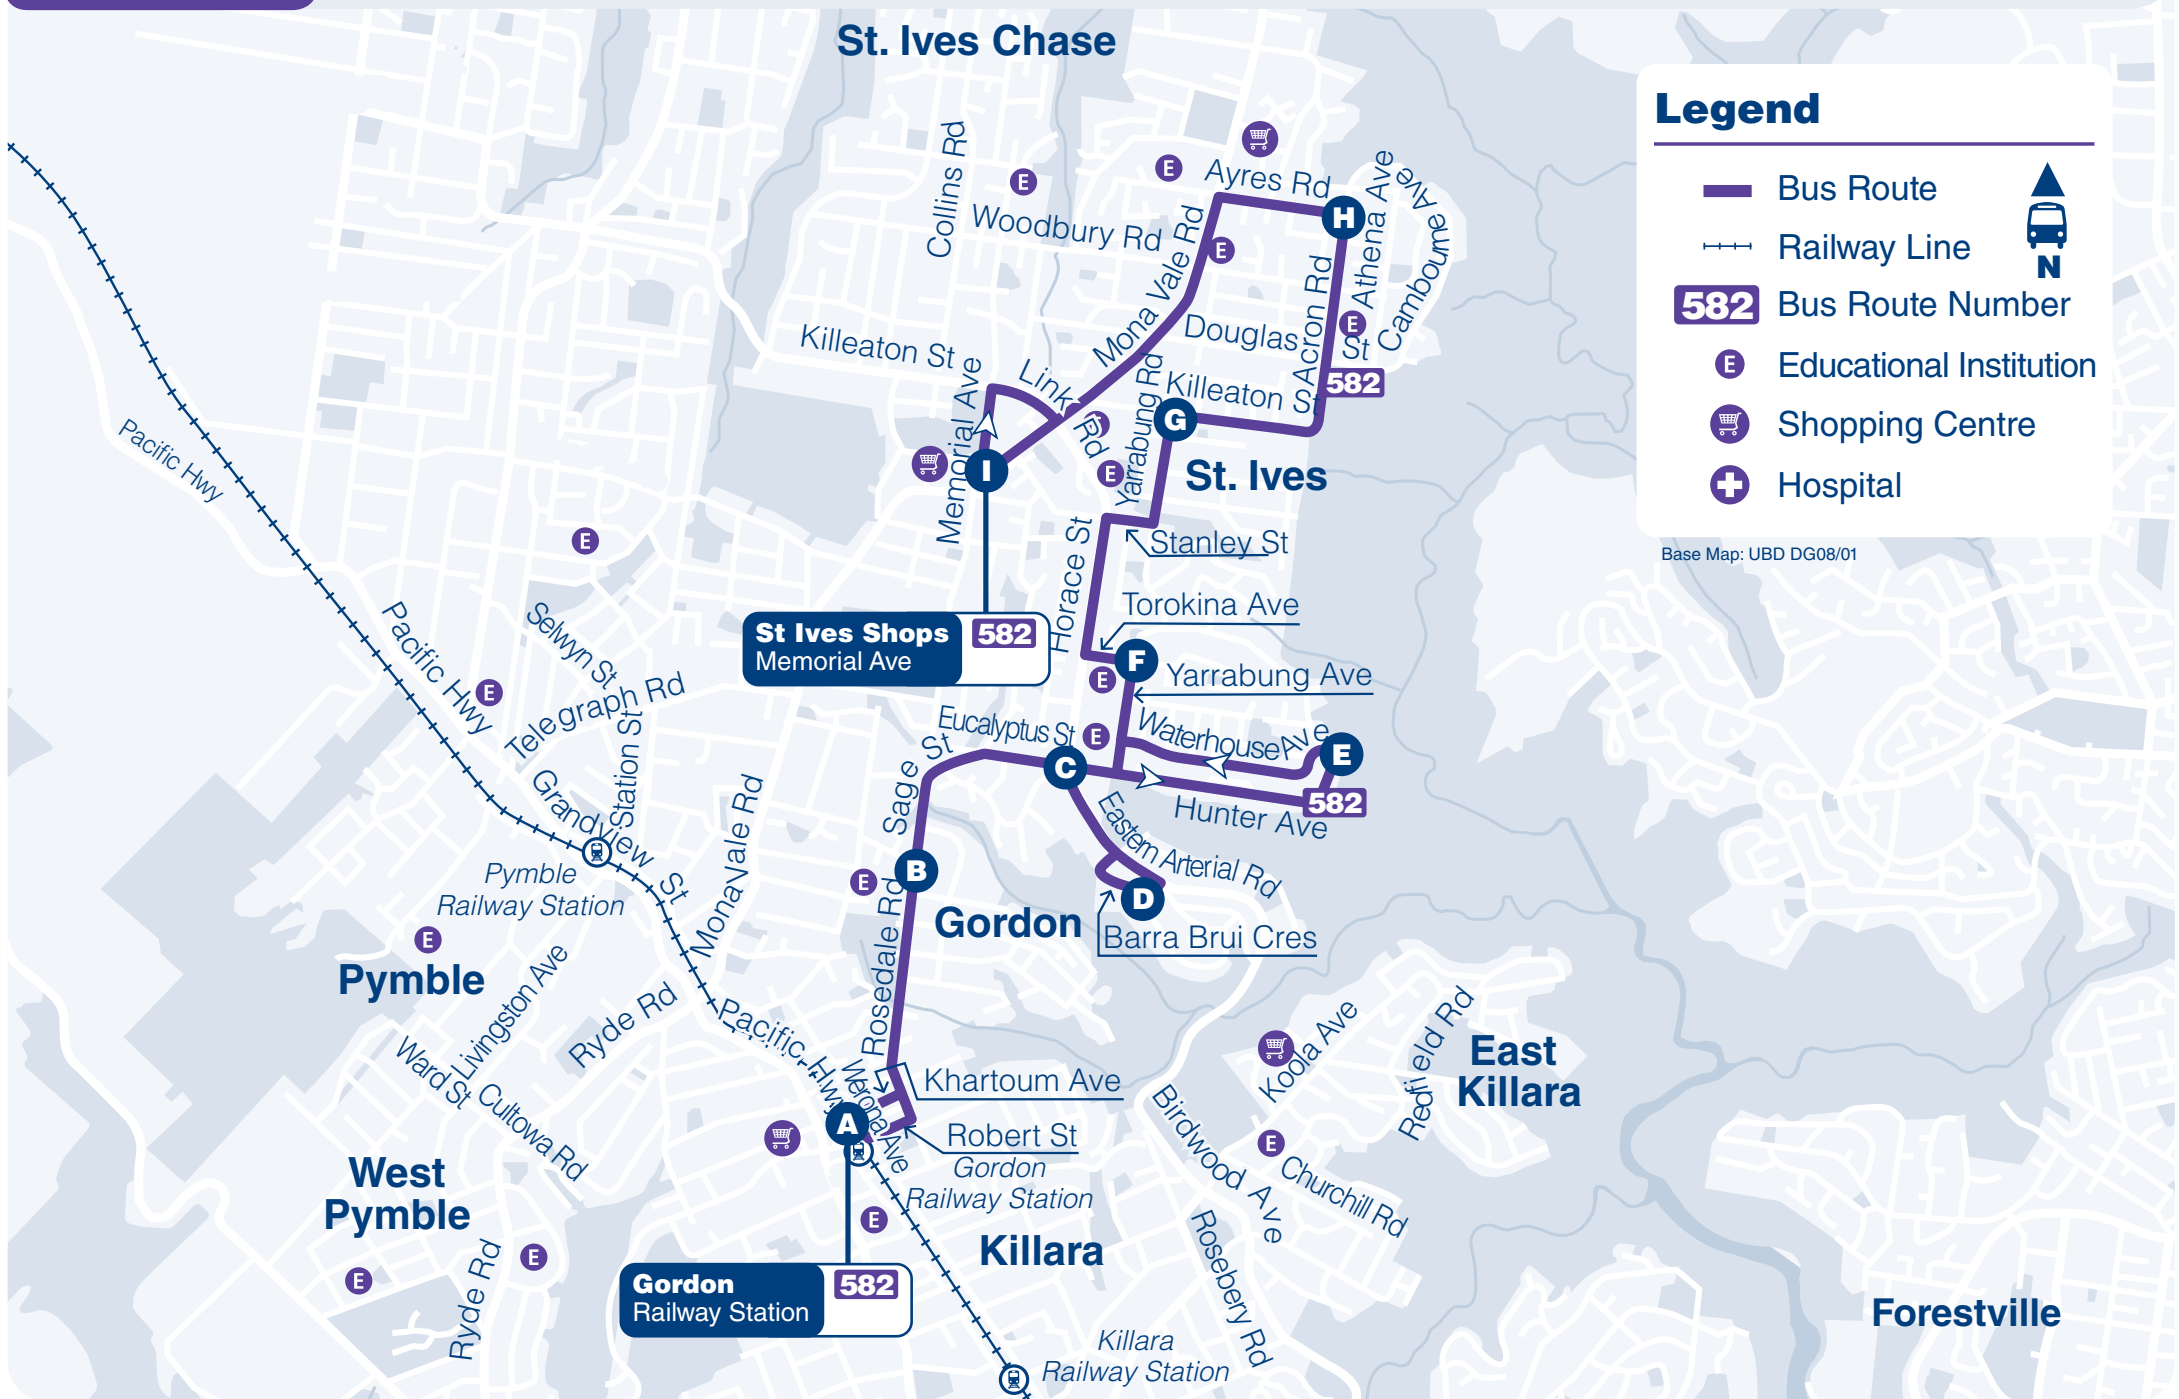 St. Ives Chase
Legend
Bus Route
Railway Line
N
582 Bus Route Number
E Educational Institution
Shopping Centre
Hospital
Base Map: UBD DG08/01
Collins Rd
E
E
Ayres Rd
H
Athena Ave
Cambourne Ave
Woodbury Rd
Mona Vale Rd
E
Acron Rd
E
Douglas St
Killeaton St
Link Rd
Memorial Ave
Yarrabung Rd
Killeaton St
582
G
I
E
St. Ives
Pacific Hwy
E
Horace St
Stanley St
Torokina Ave
St Ives Shops
Memorial Ave
582
F
E
Yarrabung Ave
Selwyn St
Pacific Hwy
E
Telegraph Rd
Station St
Eucalyptus St
E
Waterhouse Ave
E
Sage St
C
582
Hunter Ave
Grandview St
Mona Vale Rd
Eastern Arterial Rd
Pymble
Railway Station
E
B
D
Gordon
Barra Brui Cres
E
Pymble
Rosedale Rd
Livingston Ave
Ryde Rd
Pacific Hwy
Koola Ave
Redfield Rd
East
Killara
Ward St
Cultowa Rd
Werona Ave
Khartoum Ave
A
Robert St
Gordon
Railway Station
Birdwood Ave
E
Churchill Rd
West
Pymble
E
Killara
Rosebery Rd
Ryde Rd
E
E
Gordon
Railway Station
582
Killara
Railway Station
Forestville